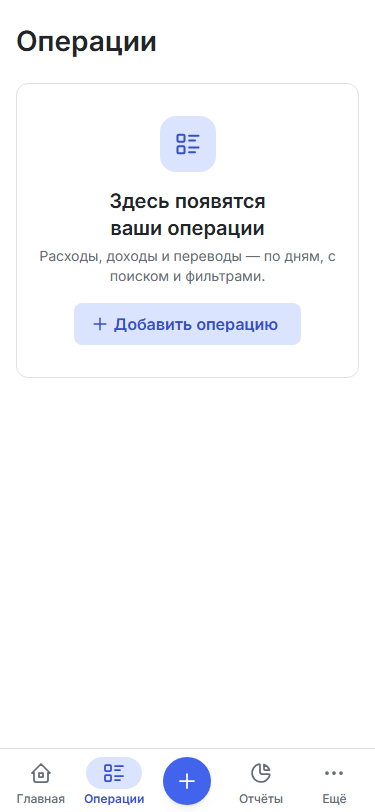 Операции
Здесь появятся
ваши операции
Расходы, доходы и переводы — по дням, с
поиском и фильтрами.
Добавить операцию
Главная
Операции
Отчёты
Ещё